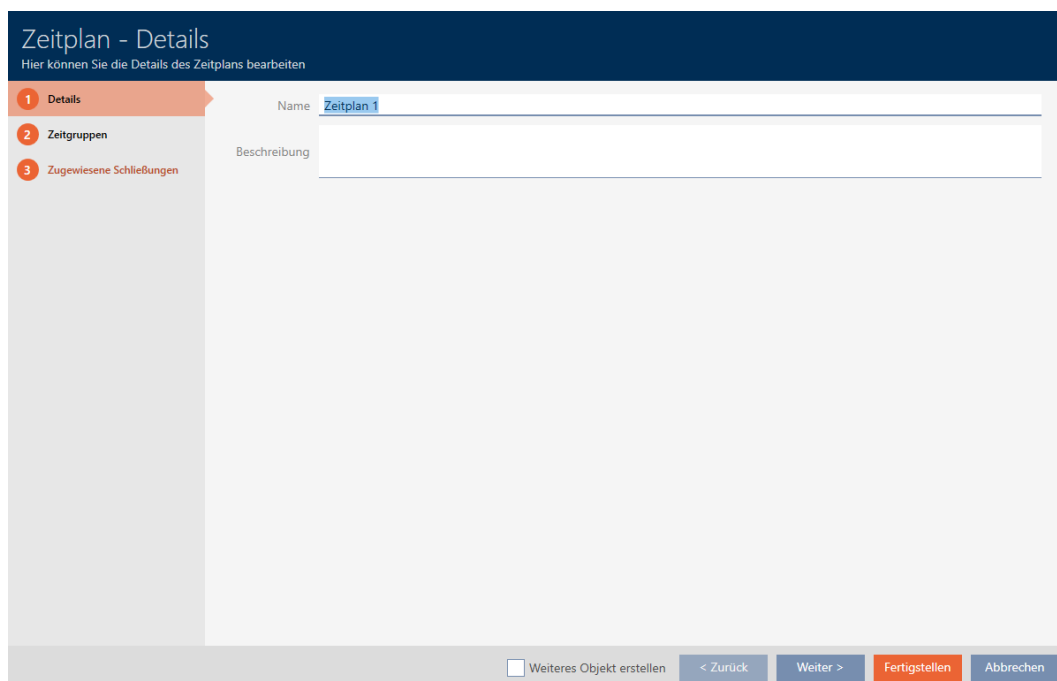 Zeitplan - Details
Hier können Sie die Details des Zeitplans bearbeiten
1 Details
2 Zeitgruppen
3 Zugewiesene Schließungen
Name Zeitplan 1
Beschreibung
Weiteres Objekt erstellen < Zurück Weiter > Fertigstellen Abbrechen